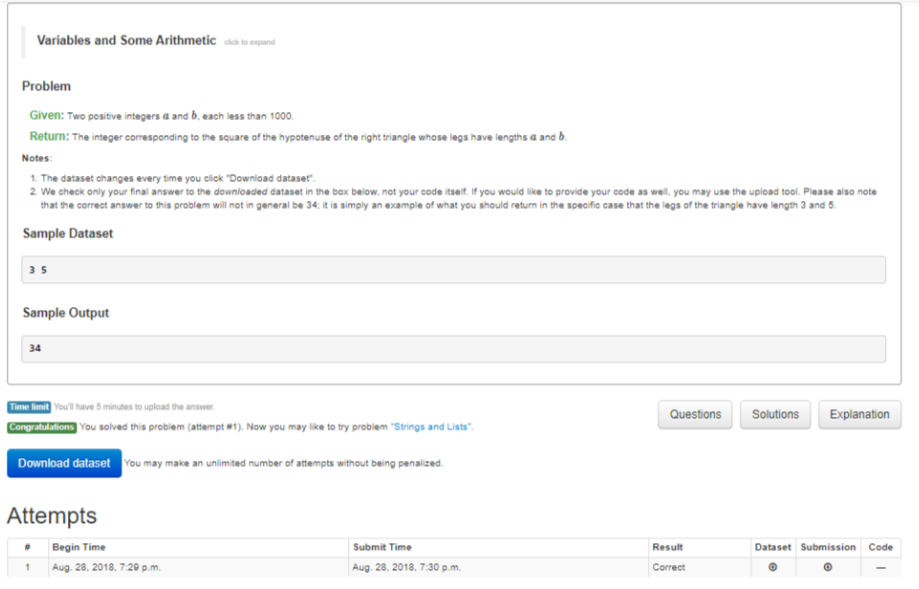 Variables and Some Arithmetic click to expand
Problem
Given: Two positive integers a and b, each less than 1000.
Return: The integer corresponding to the square of the hypotenuse of the right triangle whose legs have lengths a and b.
Notes:
1. The dataset changes every time you click "Download dataset".
2. We check only your final answer to the downloaded dataset in the box below, not your code itself. If you would like to provide your code as well, you may use the upload tool. Please also note
that the correct answer to this problem will not in general be 34; it is simply an example of what you should return in the specific case that the legs of the triangle have length 3 and 5.
Sample Dataset
3 5
Sample Output
34
Time limit You'll have 5 minutes to upload the answer.
Congratulations You solved this problem (attempt #1). Now you may like to try problem "Strings and Lists".
Questions Solutions Explanation
Download dataset You may make an unlimited number of attempts without being penalized.
Attempts
# Begin Time Submit Time Result Dataset Submission Code
1 Aug. 28, 2018, 7:29 p.m. Aug. 28, 2018, 7:30 p.m. Correct —